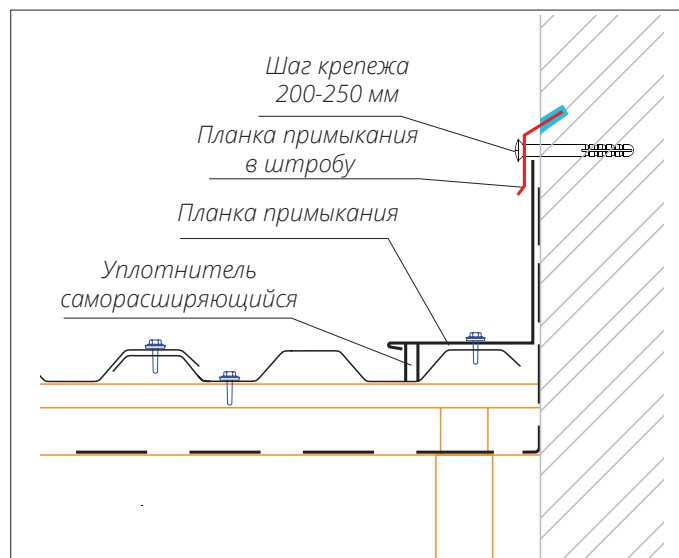 Шаг крепежа
200-250 мм
Планка примыкания
в штробу
Планка примыкания
Уплотнитель
саморасширяющийся